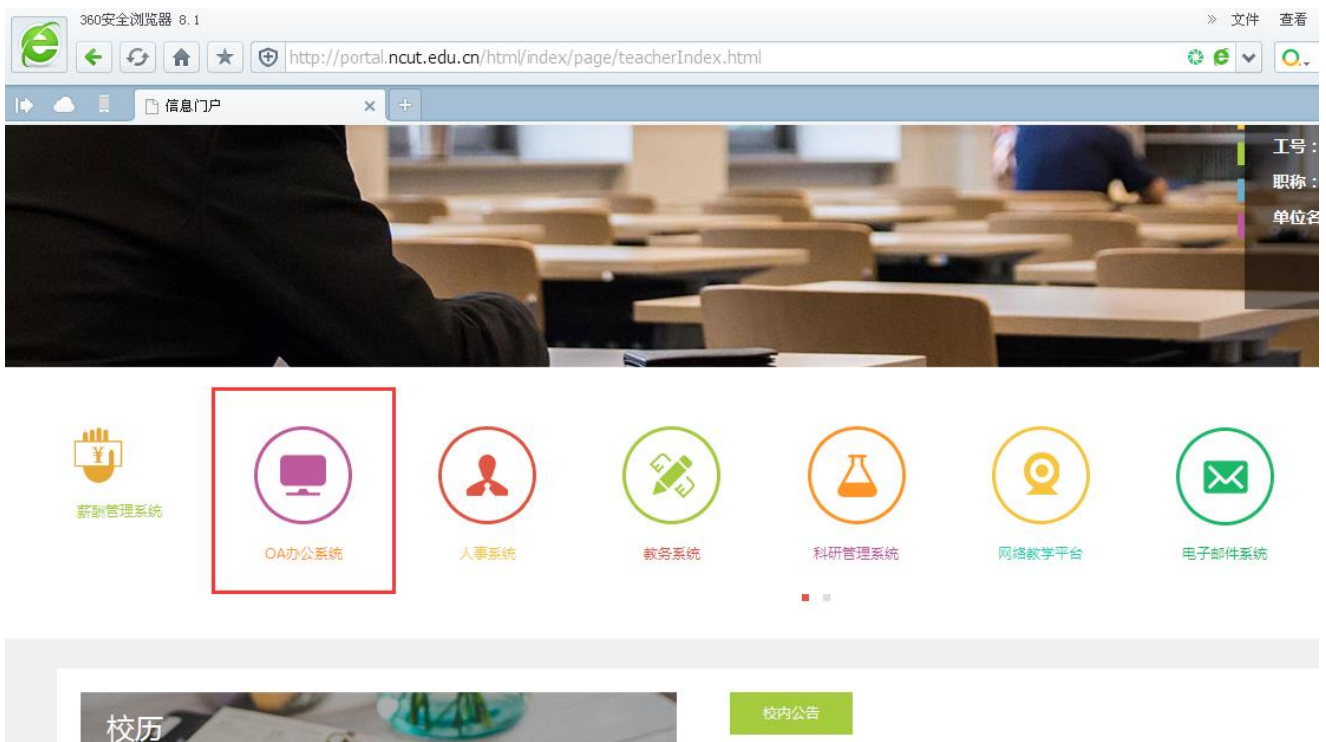 360安全浏览器 8.1
» 文件 查看
http://portal.ncut.edu.cn/html/index/page/teacherIndex.html
信息门户
工号：
职称：
单位名
¥
薪酬管理系统
OA办公系统
人事系统
教务系统
科研管理系统
网络教学平台
电子邮件系统
校历
校内公告